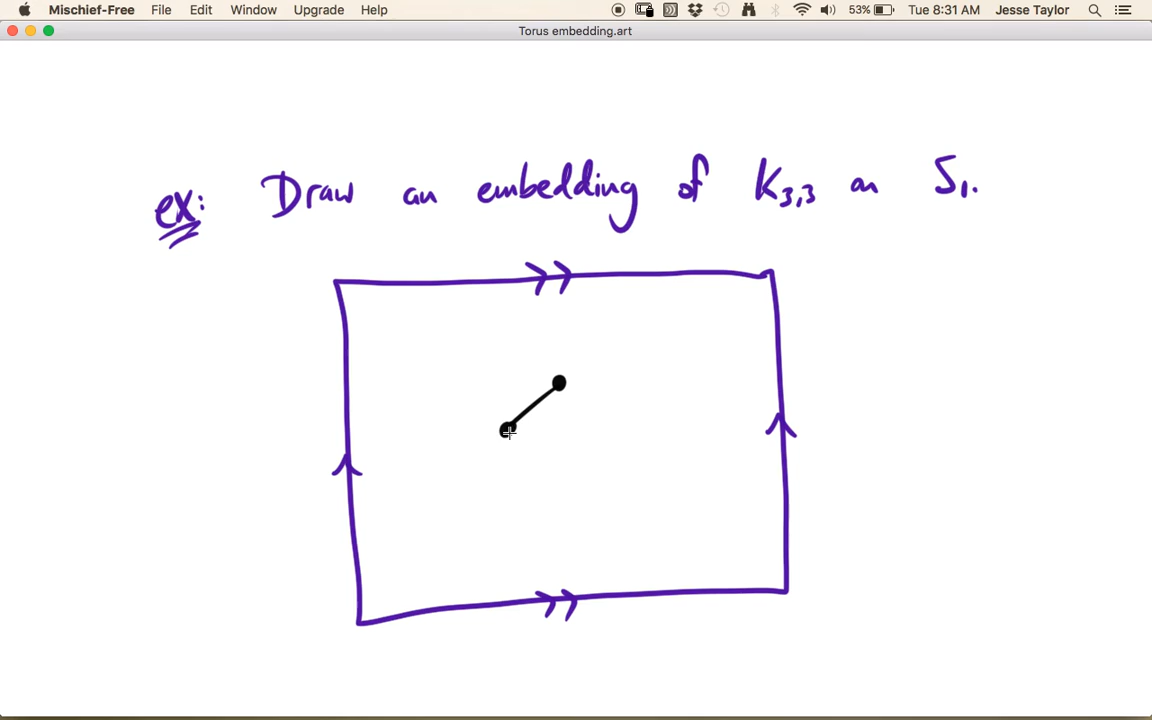 Mischief-Free File Edit Window Upgrade Help 53% Tue 8:31 AM Jesse Taylor
Torus embedding.art
ex: Draw an embedding of K3,3 on S1.